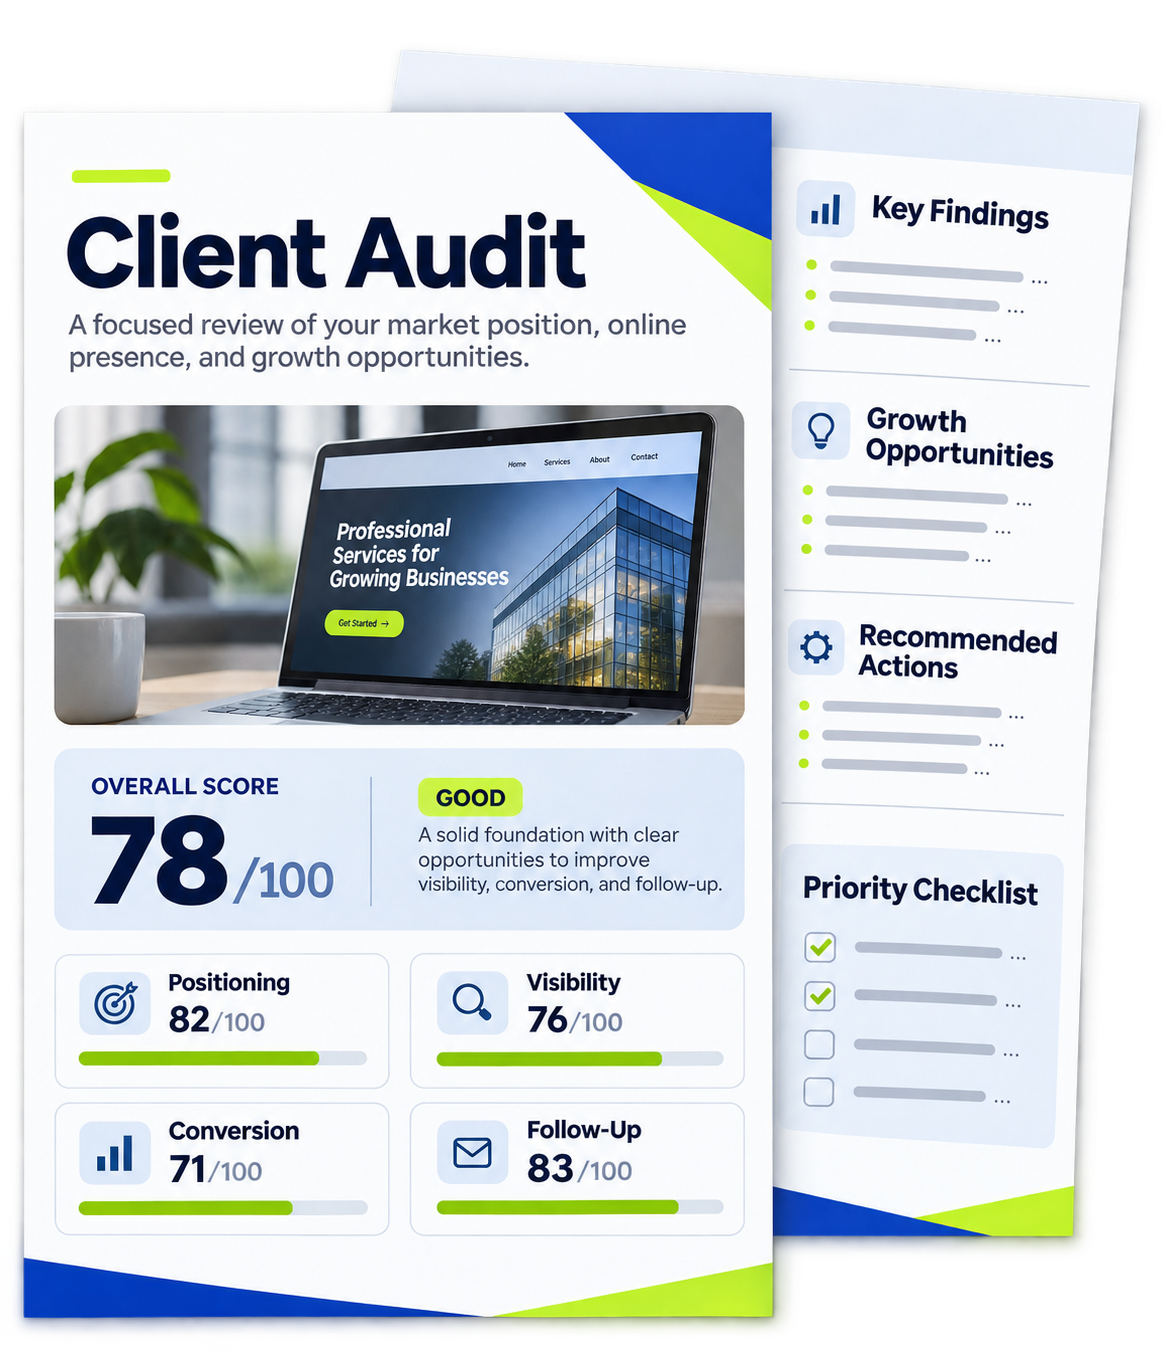 Client Audit
A focused review of your market position, online
presence, and growth opportunities.
Home Services About Contact
Professional
Services for
Growing Businesses
Get Started →
OVERALL SCORE
78/100
GOOD
A solid foundation with clear
opportunities to improve
visibility, conversion, and follow-up.
Positioning
82/100
Visibility
76/100
Conversion
71/100
Follow-Up
83/100
Key Findings
...
...
...
Growth
Opportunities
...
...
...
Recommended
Actions
...
...
...
Priority Checklist
...
...
...
...